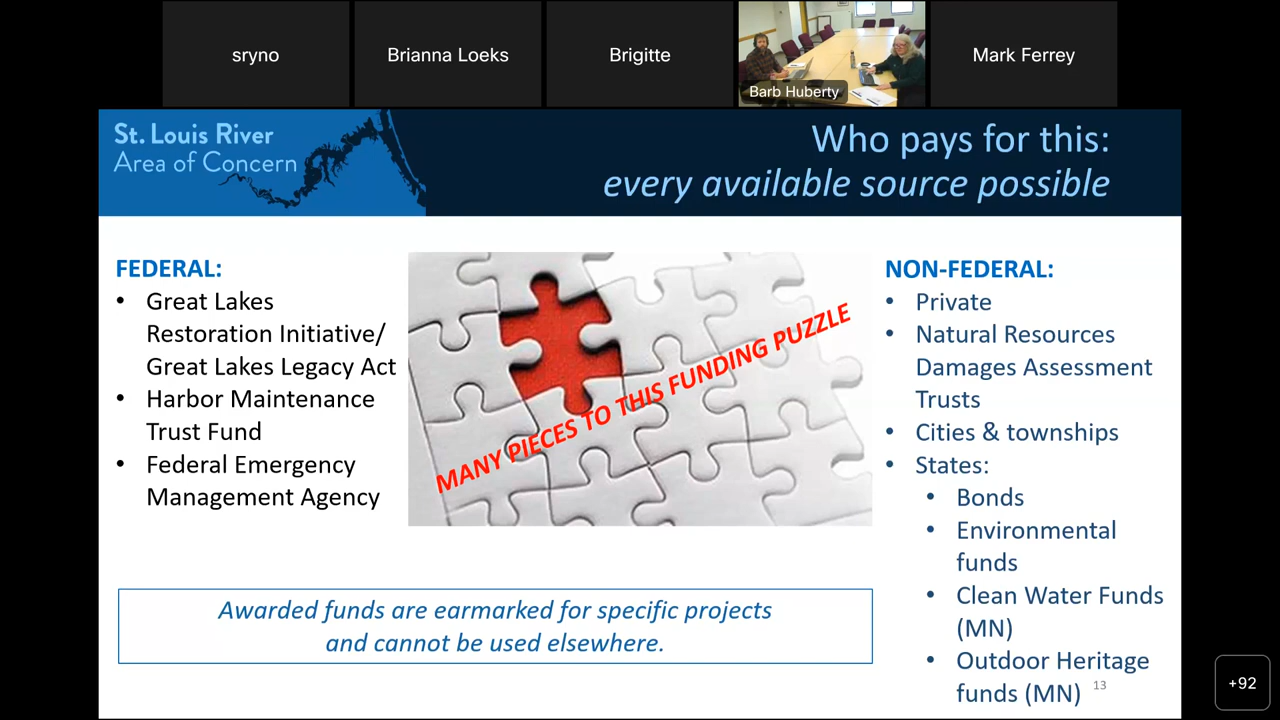 sryno
Brianna Loeks
Brigitte
Barb Huberty
Mark Ferrey
St. Louis River
Area of Concern
Who pays for this:
every available source possible
FEDERAL:
• Great Lakes
Restoration Initiative/
Great Lakes Legacy Act
• Harbor Maintenance
Trust Fund
• Federal Emergency
Management Agency
MANY PIECES TO THIS FUNDING PUZZLE
NON-FEDERAL:
• Private
• Natural Resources
Damages Assessment
Trusts
• Cities & townships
• States:
• Bonds
• Environmental
funds
• Clean Water Funds
(MN)
• Outdoor Heritage
funds (MN)
Awarded funds are earmarked for specific projects
and cannot be used elsewhere.
13
+92